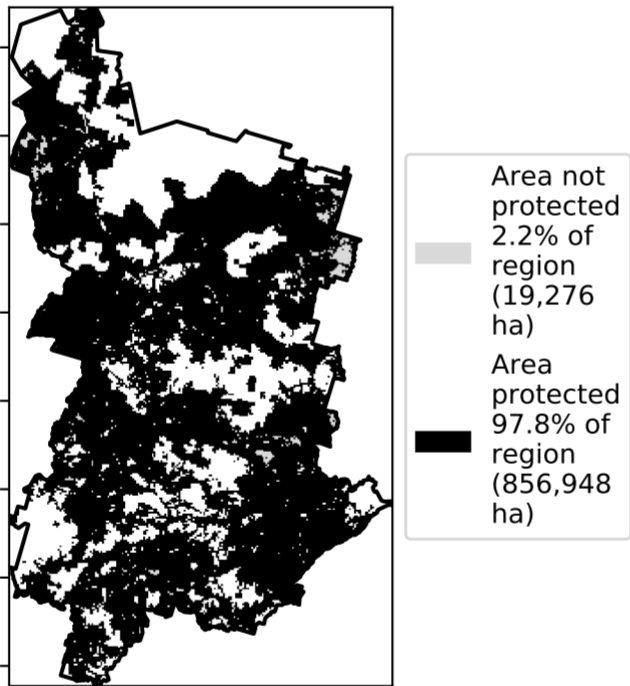 Area not
protected
2.2% of
region
(19,276
ha)
Area
protected
97.8% of
region
(856,948
ha)